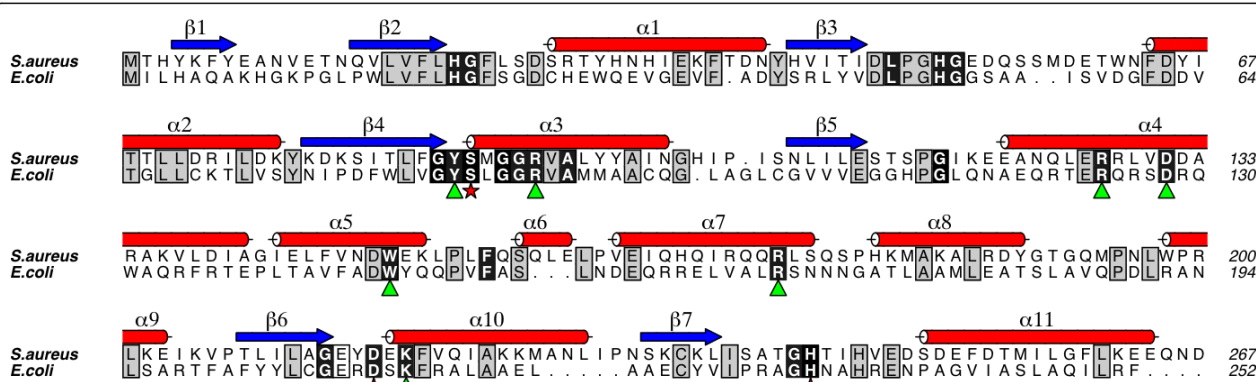 β1 β2 α1 β3
S.aureus MTHYKFYEANVETNQVLVFLHGFLSDSRTYHNHIEKFTDNYHVITIDLPGHGEDQSSMDETWNFDYI 67
E.coli MILHAQAKHGKPGLPWLVFLHGFSGDCHEWQEVGEVF.ADYSRLYVDLPGHGGSAA..ISVDGFDDV 64
α2 β4 α3 β5 α4
S.aureus TTLLDRILDKYKDKSITLFGYSMGGRVALYYAINGHIP.ISNLILESTSPGIKEEANQLERRLVDDA 133
E.coli TGLLCKTLVSYNIPDFWLVGYSLGGRVAMMAACQG.LAGLCGVVVEGGHPGLQNAEQRTERQRSDRQ 130
α5 α6 α7 α8
S.aureus RAKVLDIAGIELFVNDWEKLPLFQSQLELPVEIQHQIRQQRLSQSPHKMAKALRDYGTGQMPNLWPR 200
E.coli WAQRFRTEPLTAVFADWYQQPVFAS...LNDEQRRELVALRSNNNGATLAAMLEATSLAVQPDLRAN 194
α9 β6 α10 β7 α11
S.aureus LKEIKVPTLILAGEYDEKFVQIAKKMANLIPNSKCKLISATGHTIHVEDSDEFDTMILGFLKEEQND 267
E.coli LSARTFAFYYLCGERDSKFRALAAEL.....AAECYVIPRAGHNAHRENPAGVIASLAQILRF.... 252